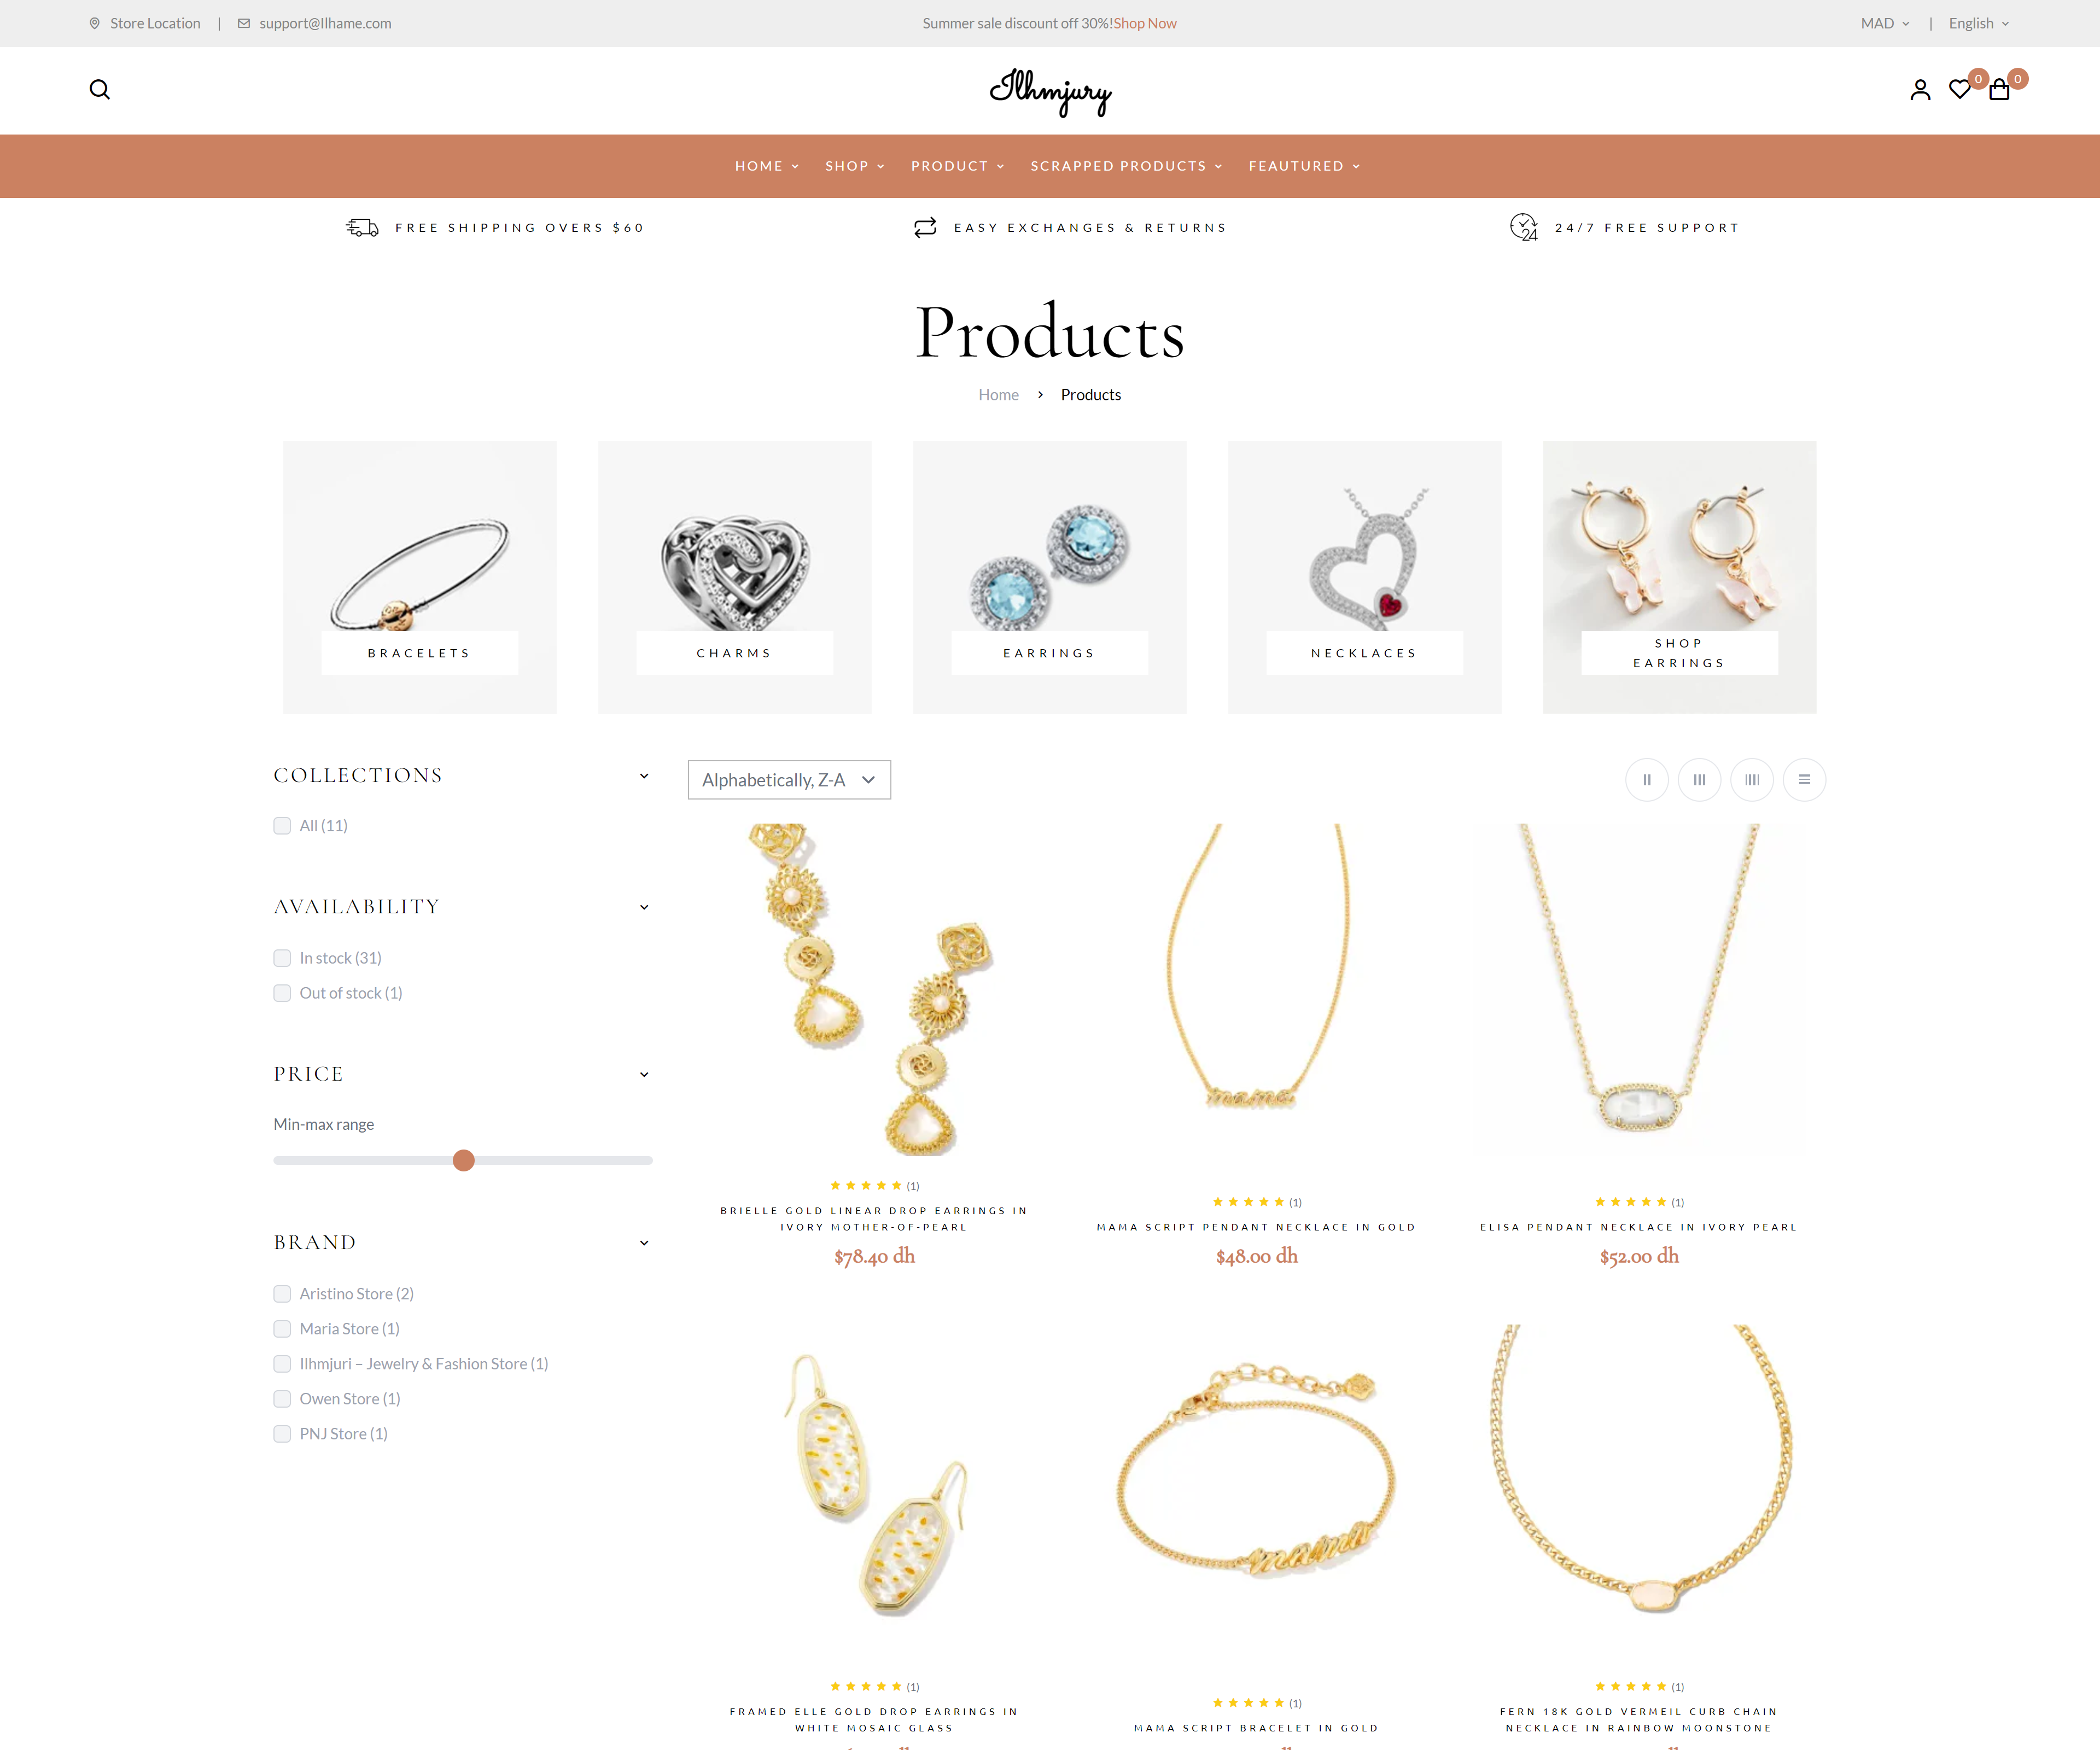 Store Location | support@Ilhame.com
Summer sale discount off 30%!Shop Now
MAD | English
Ilhmjury
0
0
HOME SHOP PRODUCT SCRAPPED PRODUCTS FEAUTURED
FREE SHIPPING OVERS $60
EASY EXCHANGES & RETURNS
24
24/7 FREE SUPPORT
Products
Home > Products
BRACELETS
CHARMS
EARRINGS
NECKLACES
SHOP
EARRINGS
COLLECTIONS
All (11)
AVAILABILITY
In stock (31)
Out of stock (1)
PRICE
Min-max range
BRAND
Aristino Store (2)
Maria Store (1)
Ilhmjuri – Jewelry & Fashion Store (1)
Owen Store (1)
PNJ Store (1)
Alphabetically, Z-A
(1)
BRIELLE GOLD LINEAR DROP EARRINGS IN
IVORY MOTHER-OF-PEARL
$78.40 dh
mama
(1)
MAMA SCRIPT PENDANT NECKLACE IN GOLD
$48.00 dh
(1)
ELISA PENDANT NECKLACE IN IVORY PEARL
$52.00 dh
(1)
FRAMED ELLE GOLD DROP EARRINGS IN
WHITE MOSAIC GLASS
mama
(1)
MAMA SCRIPT BRACELET IN GOLD
(1)
FERN 18K GOLD VERMEIL CURB CHAIN
NECKLACE IN RAINBOW MOONSTONE